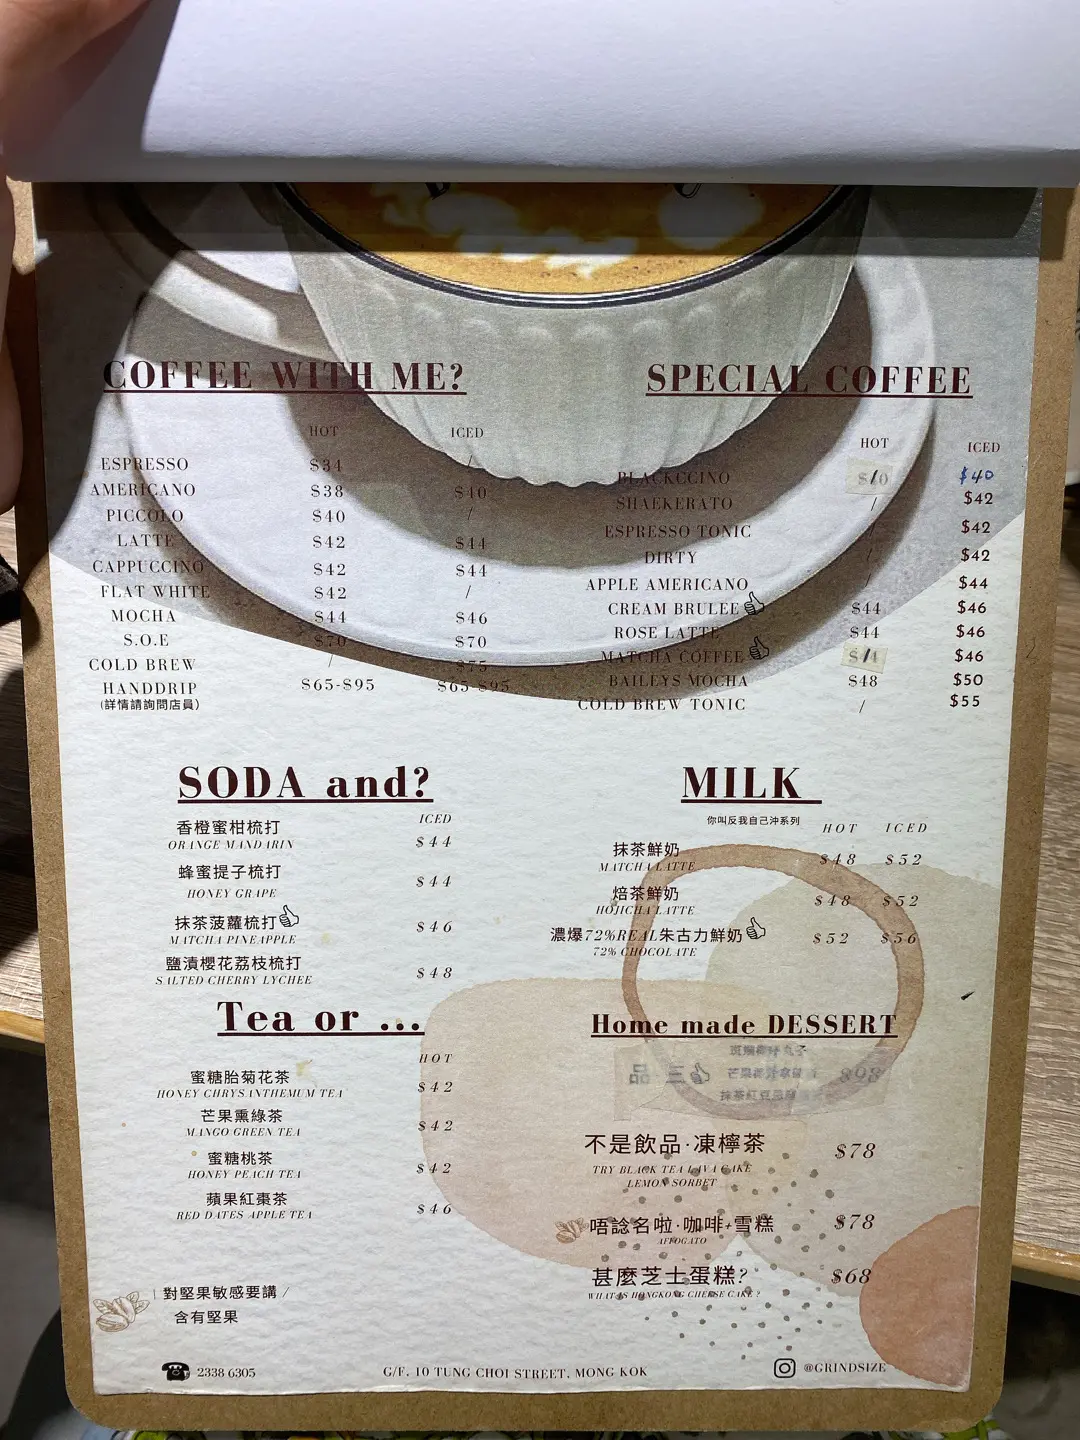 COFFEE WITH ME?
HOT ICED
ESPRESSO $34 /
AMERICANO $38 $40
PICCOLO $40 /
LATTE $42 $44
CAPPUCCINO $42 $44
FLAT WHITE $42 /
MOCHA $44 $46
S.O.E $70 $70
COLD BREW / $75
HANDDRIP $65-$95 $65-$95
(詳情請詢問店員)
SPECIAL COFFEE
HOT ICED
BLACKCCINO / $40
SHAEKERATO / $42
ESPRESSO TONIC / $42
DIRTY / $42
APPLE AMERICANO / $44
CREAM BRULEE $44 $46
ROSE LATTE $44 $46
MATCHA COFFEE / $46
BAILEYS MOCHA $48 $50
COLD BREW TONIC / $55
SODA and?
ICED
香橙蜜柑梳打
ORANGE MANDARIN $44
蜂蜜提子梳打
HONEY GRAPE $44
抹茶菠蘿梳打
MATCHA PINEAPPLE $46
鹽漬櫻花荔枝梳打
SALTED CHERRY LYCHEE $48
MILK
你叫反我自己沖系列
HOT ICED
抹茶鮮奶
MATCHA LATTE $48 $52
焙茶鮮奶
HOJICHA LATTE $48 $52
濃爆72%REAL朱古力鮮奶
72% CHOCOLATE $52 $56
Tea or ...
HOT
蜜糖胎菊花茶
HONEY CHRYSANTHEMUM TEA $42
芒果熏綠茶
MANGO GREEN TEA $42
蜜糖桃茶
HONEY PEACH TEA $42
蘋果紅棗茶
RED DATES APPLE TEA $46
Home made DESSERT
不是飲品·凍檸茶 $78
TRY BLACK TEA LAVA CAKE
LEMON SORBET
唔諗名啦·咖啡+雪糕 $78
AFFOGATO
甚麼芝士蛋糕? $68
WHAT IS HONGKONG CHEESE CAKE ?
對堅果敏感要講 /
含有堅果
2338 6305
G/F, 10 TUNG CHOI STREET, MONG KOK
@GRINDSIZE